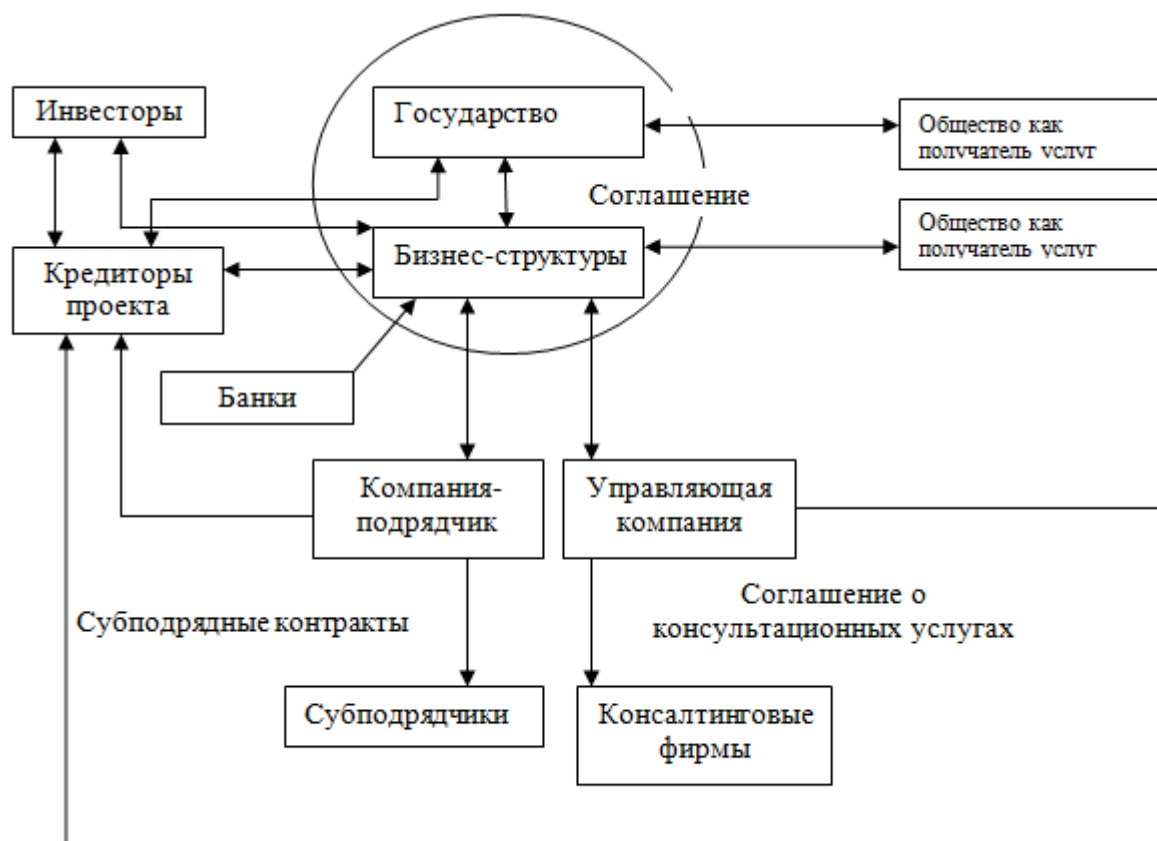 Инвесторы
Государство
Общество как
получатель услуг
Соглашение
Бизнес-структуры
Общество как
получатель услуг
Кредиторы
проекта
Банки
Компания-
подрядчик
Управляющая
компания
Субподрядные контракты
Соглашение о
консультационных услугах
Субподрядчики
Консалтинговые
фирмы